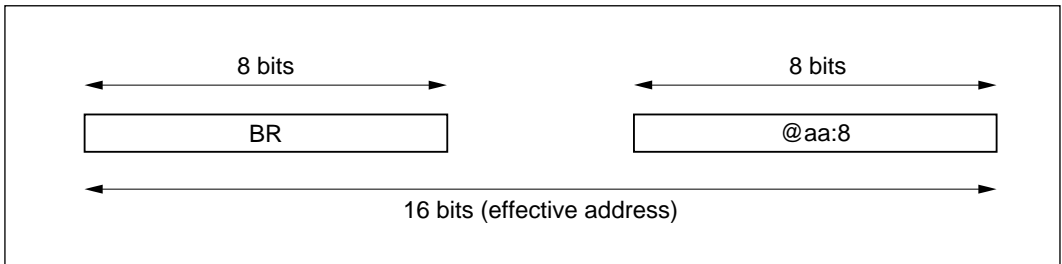 8 bits 8 bits
BR @aa:8
16 bits (effective address)